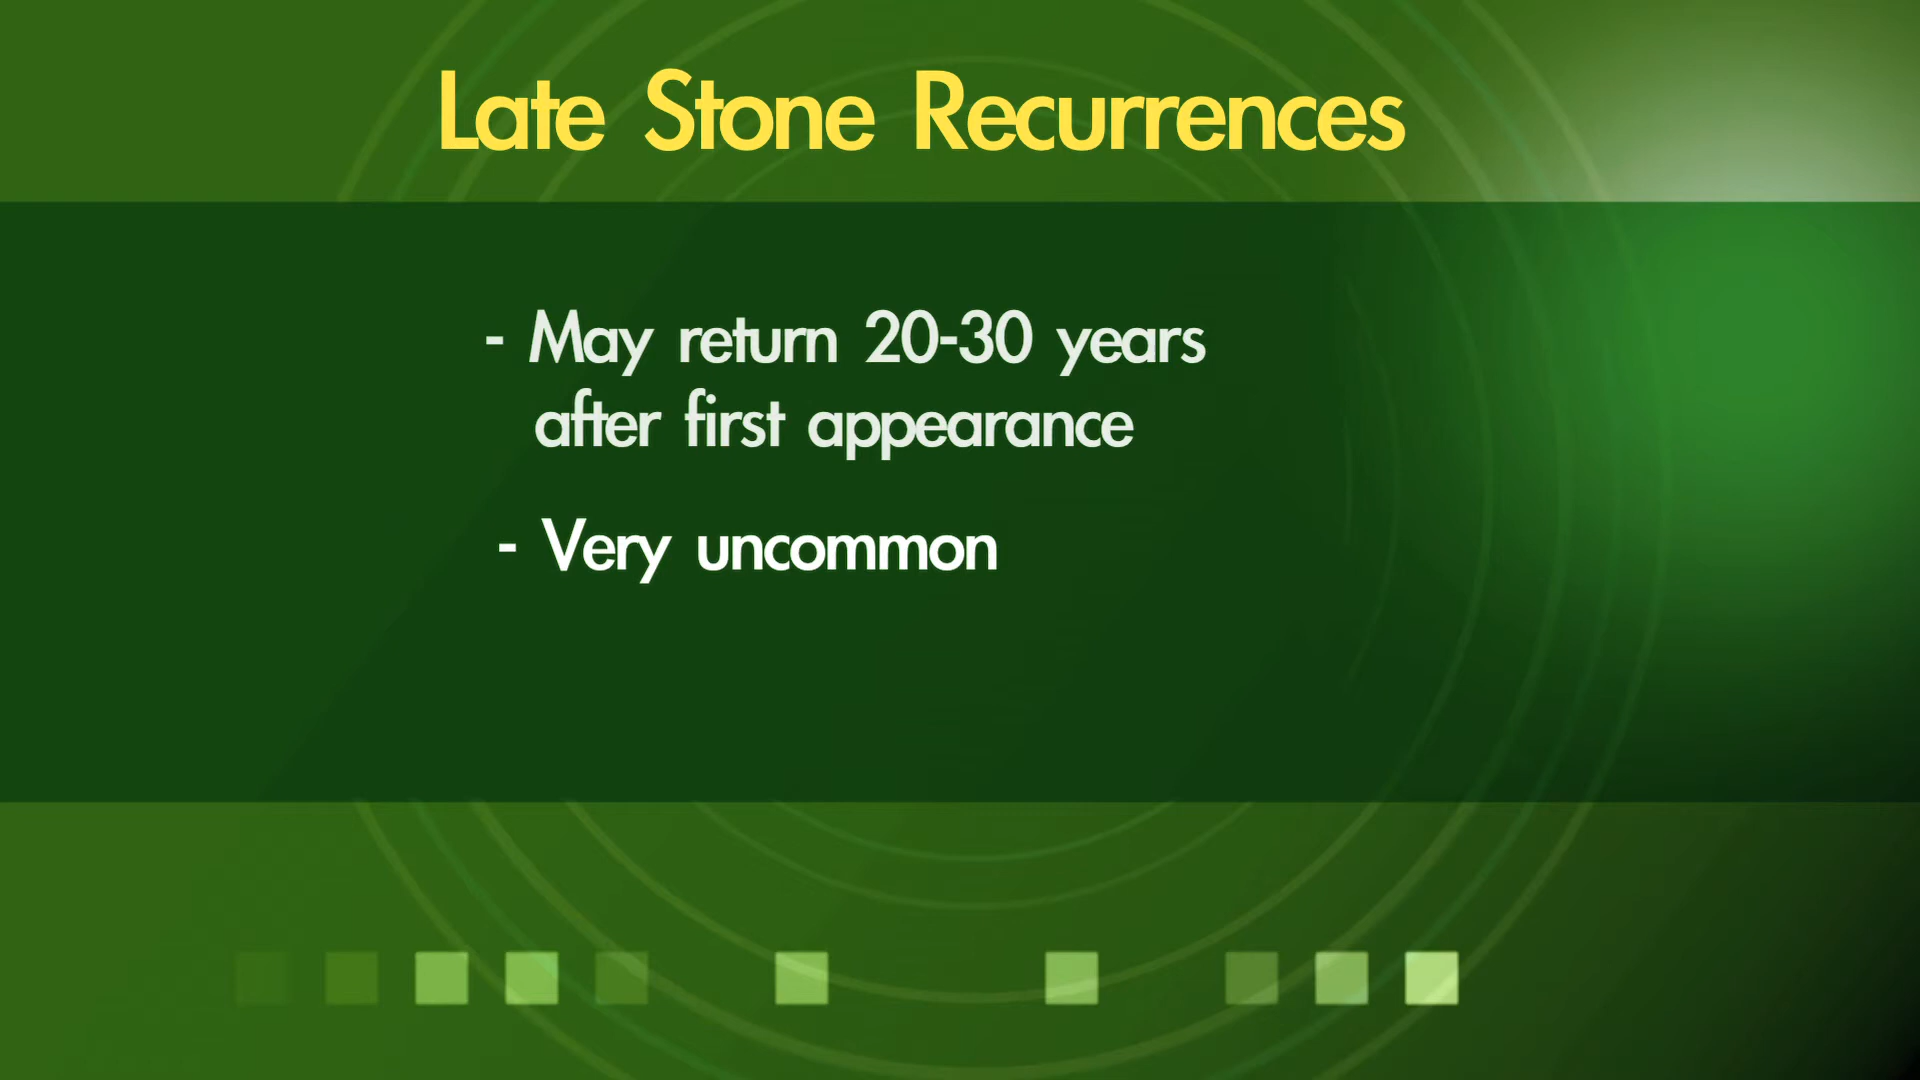 Late Stone Recurrences
- May return 20-30 years
after first appearance
- Very uncommon